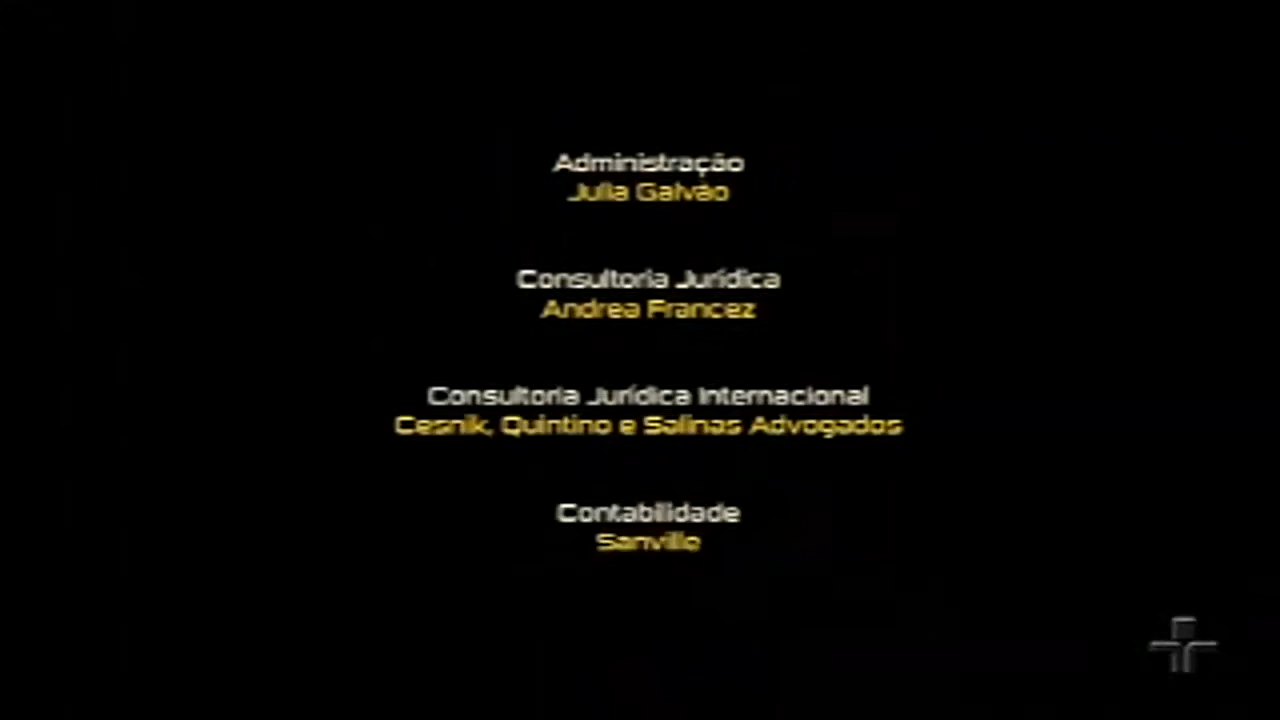 Administração
Julia Galvão
Consultoria Jurídica
Andrea Francez
Consultoria Jurídica Internacional
Cesnik, Quintino e Salinas Advogados
Contabilidade
Sanville